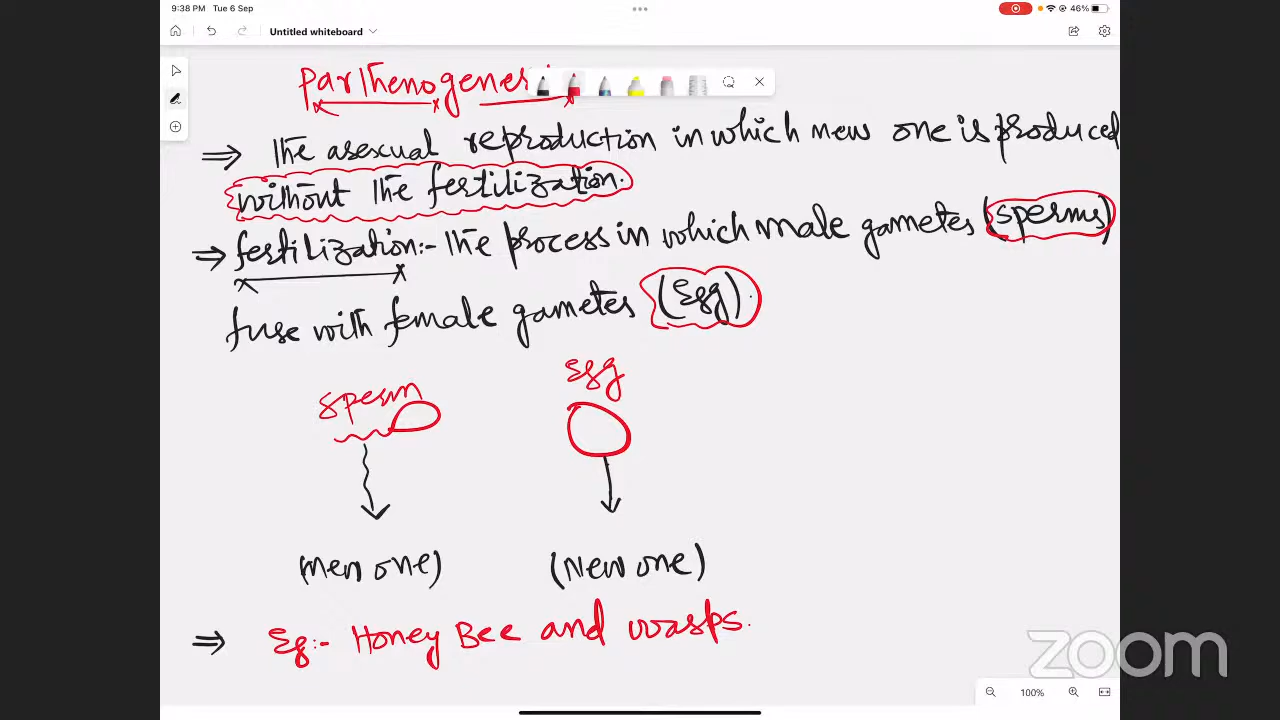 9:38 PM Tue 6 Sep
46%
Untitled whiteboard
Parthenogenesi
⇒ The asexual reproduction in which new one is produced
without the fertilization.
⇒ fertilization:- The process in which male gametes (sperms)
fuse with female gametes (Egg).
sperm
Egg
(new one)
(New one)
⇒ Eg:- Honey Bee and wasps.
zoom
100%